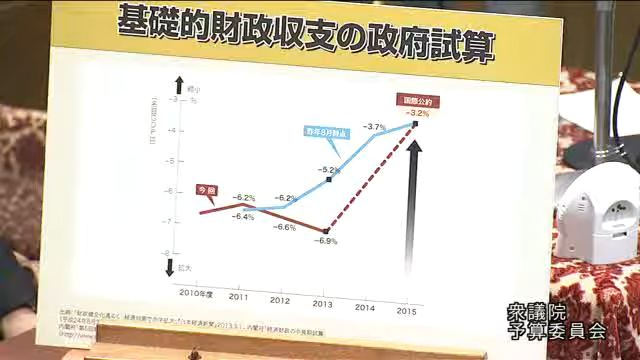 基礎的財政収支の政府試算
縮小
-3 %
国際公約
-3.2%
-4
昨年8月時点
-3.7%
-5
-5.2%
-6
今回
-6.2%
-6.2%
-6.4%
-6.6%
-7
-6.9%
-8
拡大
2010年度 2011 2012 2013 2014 2015
衆議院
予算委員会